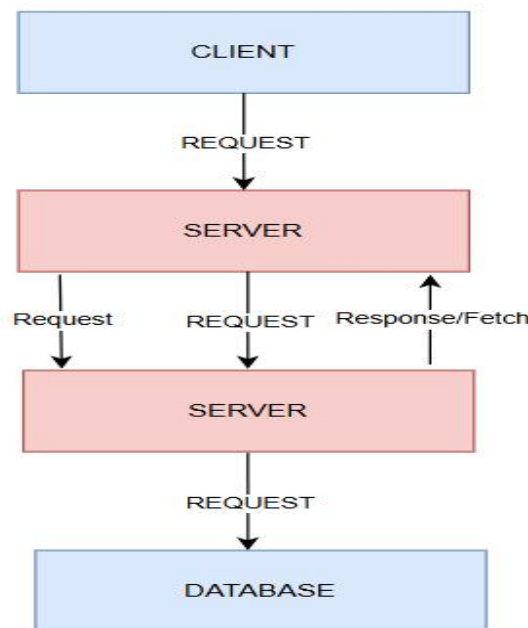 CLIENT
REQUEST
SERVER
Request REQUEST Response/Fetch
SERVER
REQUEST
DATABASE